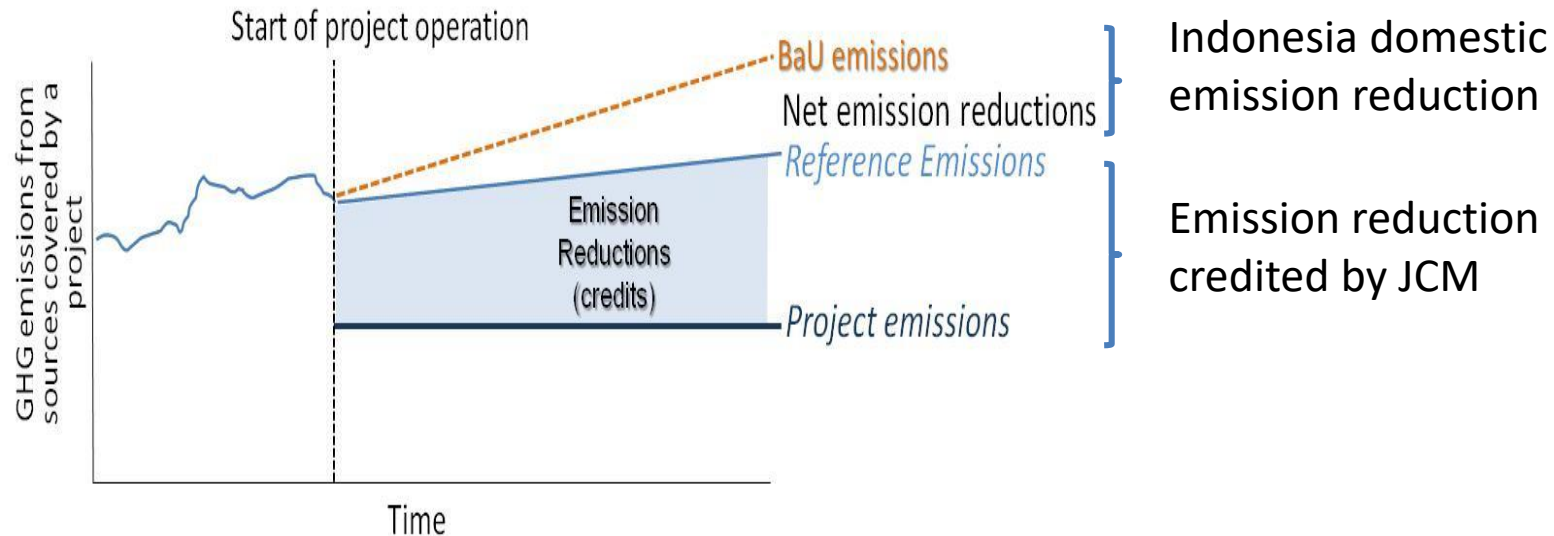 Start of project operation
GHG emissions from
sources covered by a
project
BaU emissions
Net emission reductions
Reference Emissions
Emission
Reductions
(credits)
Project emissions
Time
Indonesia domestic
emission reduction
Emission reduction
credited by JCM